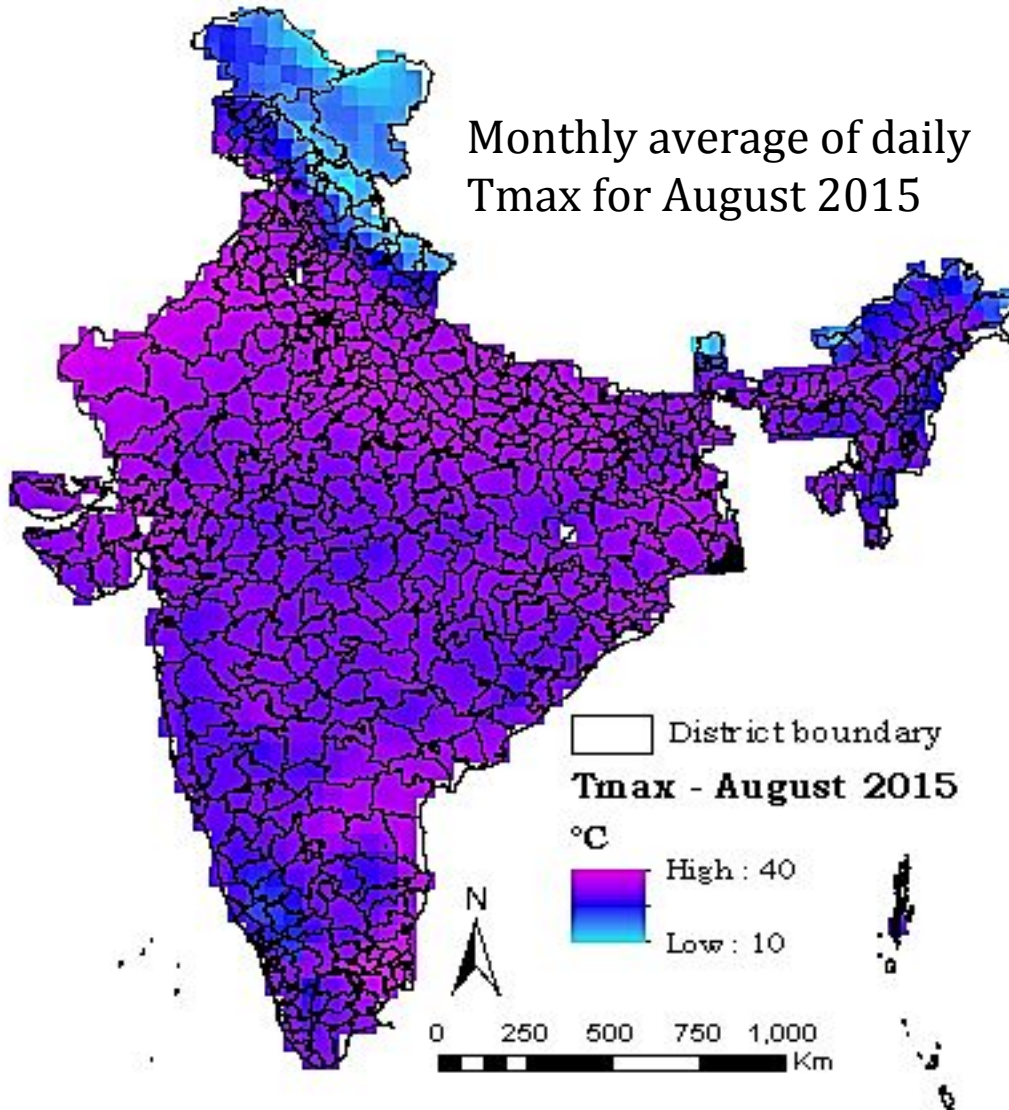 Monthly average of daily
Tmax for August 2015
District boundary
Tmax - August 2015
°C
High : 40
Low : 10
N
0 250 500 750 1,000
Km